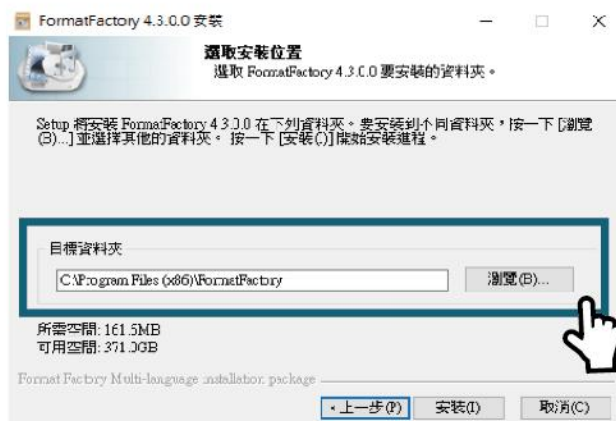 FormatFactory 4.3.0.0 安裝
選取安裝位置
選取 FormatFactory 4.3.0.0 要安裝的資料夾。
Setup 將安裝 FormatFactory 4.3.0.0 在下列資料夾。要安裝到不同資料夾，按一下 [瀏覽
(B)...] 並選擇其他的資料夾。 按一下 [安裝(I)] 開始安裝進程。
目標資料夾
C:\Program Files (x86)\FormatFactory
瀏覽(B)...
所需空間: 161.5MB
可用空間: 371.0GB
Format Factory Multi-language installation package
<上一步(P)
安裝(I)
取消(C)